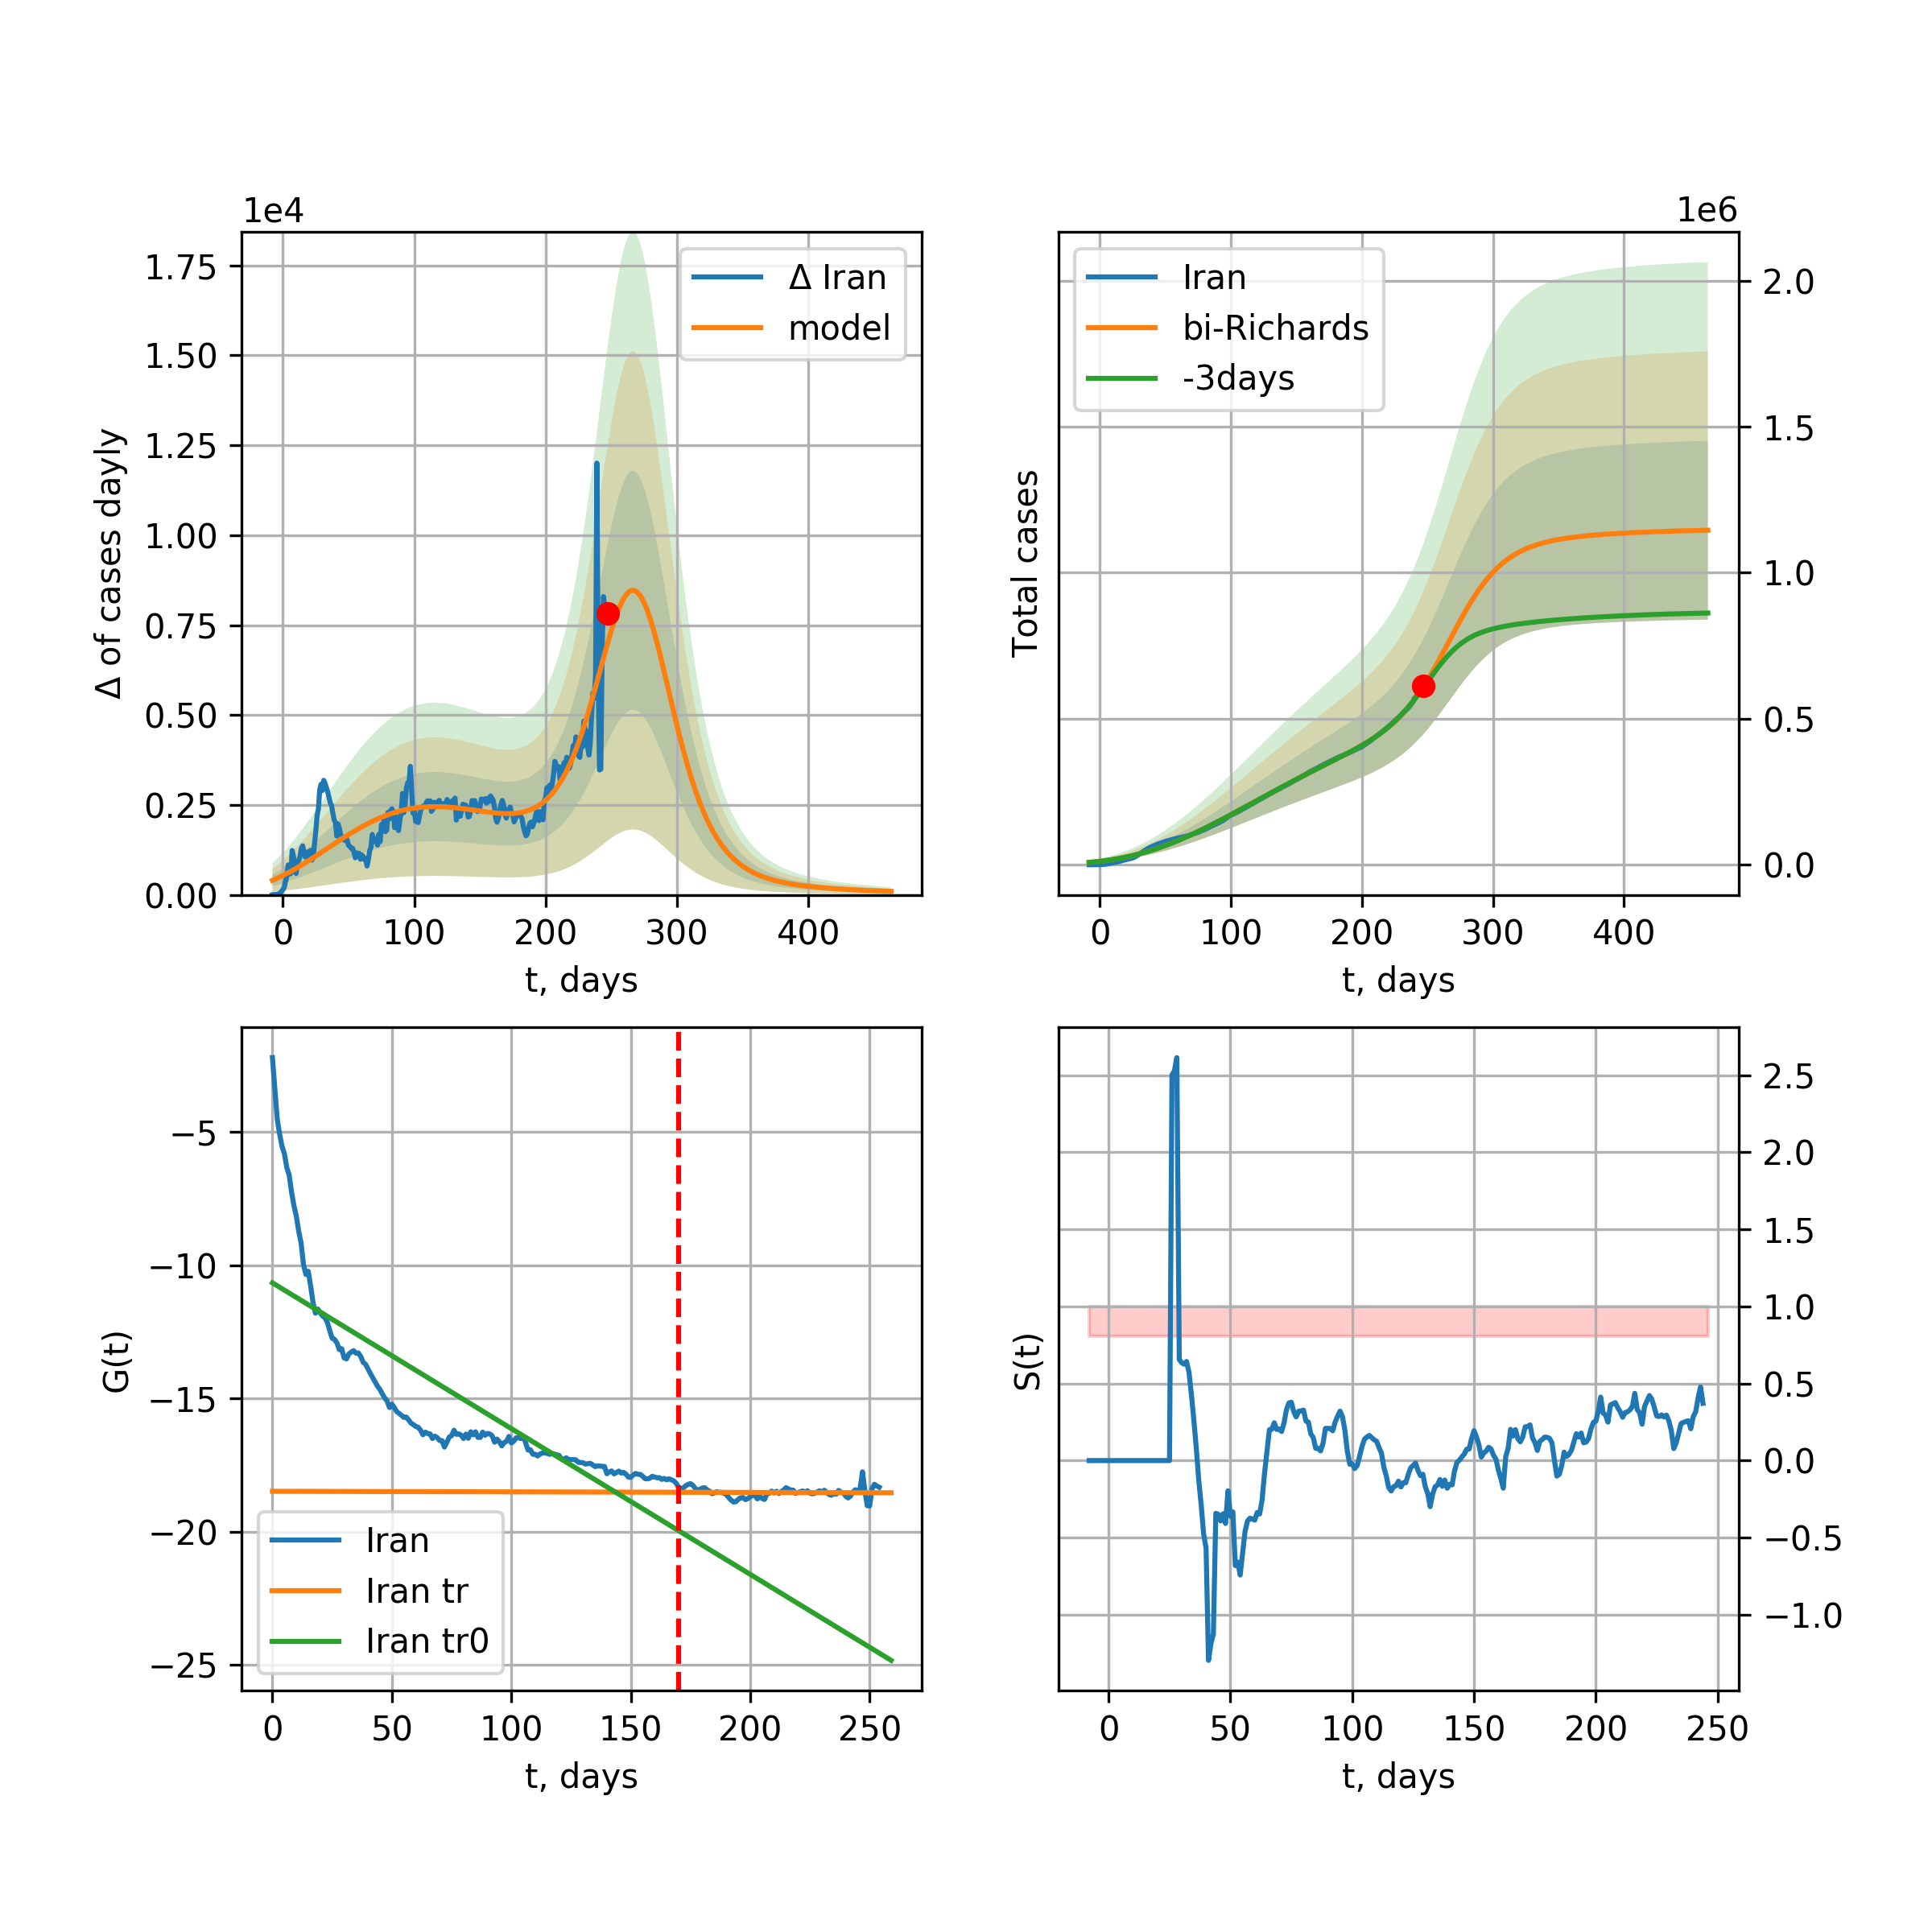 1e4
1.75
1.50
1.25
1.00
0.75
0.50
0.25
0.00
Δ of cases dayly
Δ Iran
model
0 100 200 300 400
t, days
1e6
Iran
bi-Richards
-3days
Total cases
2.0
1.5
1.0
0.5
0.0
0 100 200 300 400
t, days
−5
−10
−15
−20
−25
G(t)
Iran
Iran tr
Iran tr0
0 50 100 150 200 250
t, days
S(t)
2.5
2.0
1.5
1.0
0.5
0.0
−0.5
−1.0
0 50 100 150 200 250
t, days